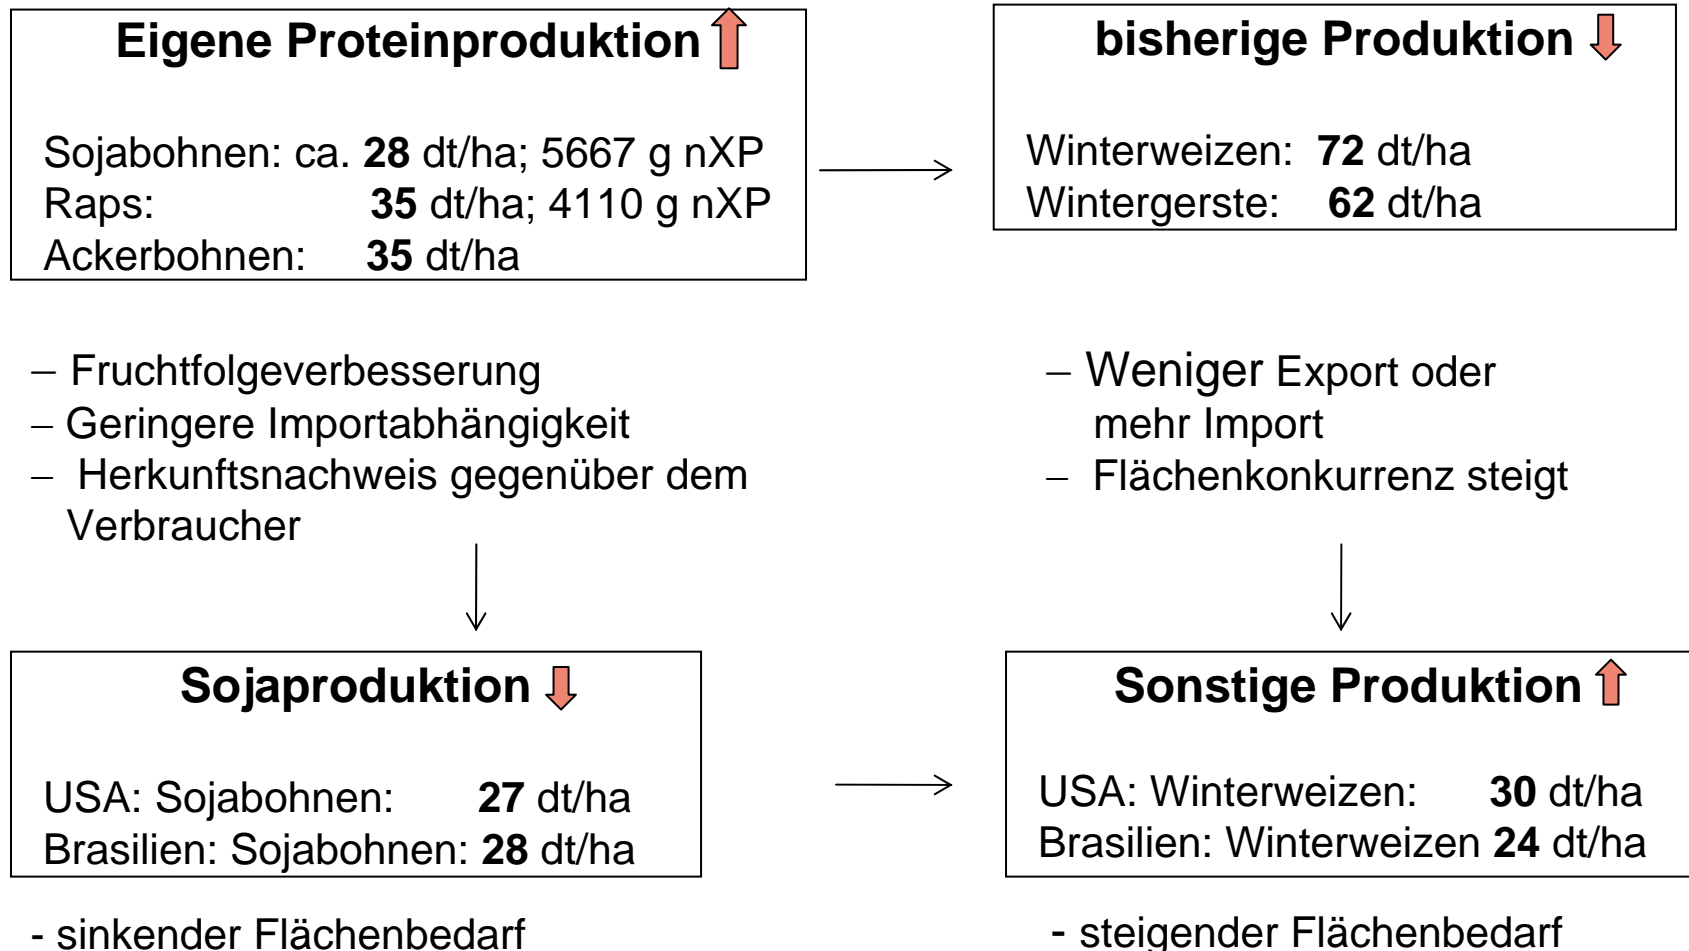 Eigene Proteinproduktion
Sojabohnen: ca. 28 dt/ha; 5667 g nXP
Raps: 35 dt/ha; 4110 g nXP
Ackerbohnen: 35 dt/ha
bisherige Produktion
Winterweizen: 72 dt/ha
Wintergerste: 62 dt/ha
– Fruchtfolgeverbesserung
– Geringere Importabhängigkeit
– Herkunftsnachweis gegenüber dem
Verbraucher
– Weniger Export oder
mehr Import
– Flächenkonkurrenz steigt
Sojaproduktion
USA: Sojabohnen: 27 dt/ha
Brasilien: Sojabohnen: 28 dt/ha
- sinkender Flächenbedarf
Sonstige Produktion
USA: Winterweizen: 30 dt/ha
Brasilien: Winterweizen 24 dt/ha
- steigender Flächenbedarf